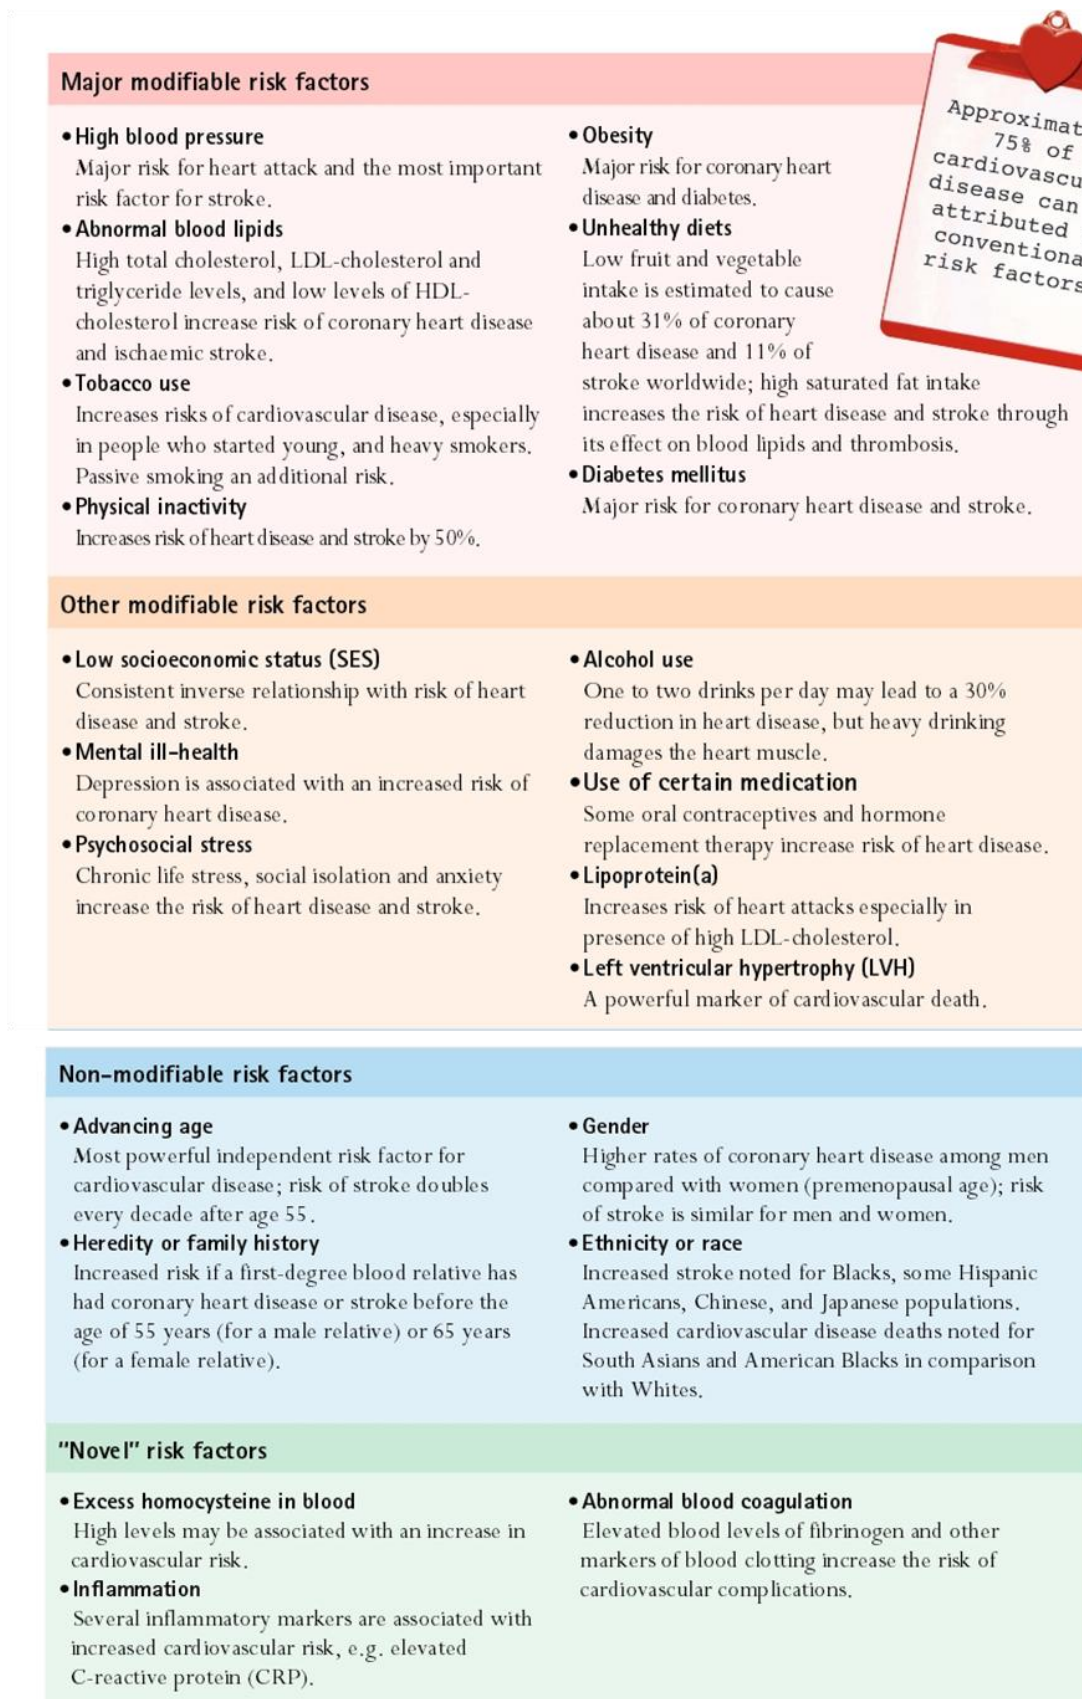 Major modifiable risk factors
• High blood pressure
Major risk for heart attack and the most important
risk factor for stroke.
• Abnormal blood lipids
High total cholesterol, LDL-cholesterol and
triglyceride levels, and low levels of HDL-
cholesterol increase risk of coronary heart disease
and ischaemic stroke.
• Tobacco use
Increases risks of cardiovascular disease, especially
in people who started young, and heavy smokers.
Passive smoking an additional risk.
• Physical inactivity
Increases risk of heart disease and stroke by 50%.
• Obesity
Major risk for coronary heart
disease and diabetes.
• Unhealthy diets
Low fruit and vegetable
intake is estimated to cause
about 31% of coronary
heart disease and 11% of
stroke worldwide; high saturated fat intake
increases the risk of heart disease and stroke through
its effect on blood lipids and thrombosis.
• Diabetes mellitus
Major risk for coronary heart disease and stroke.
Approximat
75% of
cardiovascu
disease can
attributed
conventiona
risk factors
Other modifiable risk factors
• Low socioeconomic status (SES)
Consistent inverse relationship with risk of heart
disease and stroke.
• Mental ill-health
Depression is associated with an increased risk of
coronary heart disease.
• Psychosocial stress
Chronic life stress, social isolation and anxiety
increase the risk of heart disease and stroke.
• Alcohol use
One to two drinks per day may lead to a 30%
reduction in heart disease, but heavy drinking
damages the heart muscle.
• Use of certain medication
Some oral contraceptives and hormone
replacement therapy increase risk of heart disease.
• Lipoprotein(a)
Increases risk of heart attacks especially in
presence of high LDL-cholesterol.
• Left ventricular hypertrophy (LVH)
A powerful marker of cardiovascular death.
Non-modifiable risk factors
• Advancing age
Most powerful independent risk factor for
cardiovascular disease; risk of stroke doubles
every decade after age 55.
• Heredity or family history
Increased risk if a first-degree blood relative has
had coronary heart disease or stroke before the
age of 55 years (for a male relative) or 65 years
(for a female relative).
• Gender
Higher rates of coronary heart disease among men
compared with women (premenopausal age); risk
of stroke is similar for men and women.
• Ethnicity or race
Increased stroke noted for Blacks, some Hispanic
Americans, Chinese, and Japanese populations.
Increased cardiovascular disease deaths noted for
South Asians and American Blacks in comparison
with Whites.
"Novel" risk factors
• Excess homocysteine in blood
High levels may be associated with an increase in
cardiovascular risk.
• Inflammation
Several inflammatory markers are associated with
increased cardiovascular risk, e.g. elevated
C-reactive protein (CRP).
• Abnormal blood coagulation
Elevated blood levels of fibrinogen and other
markers of blood clotting increase the risk of
cardiovascular complications.